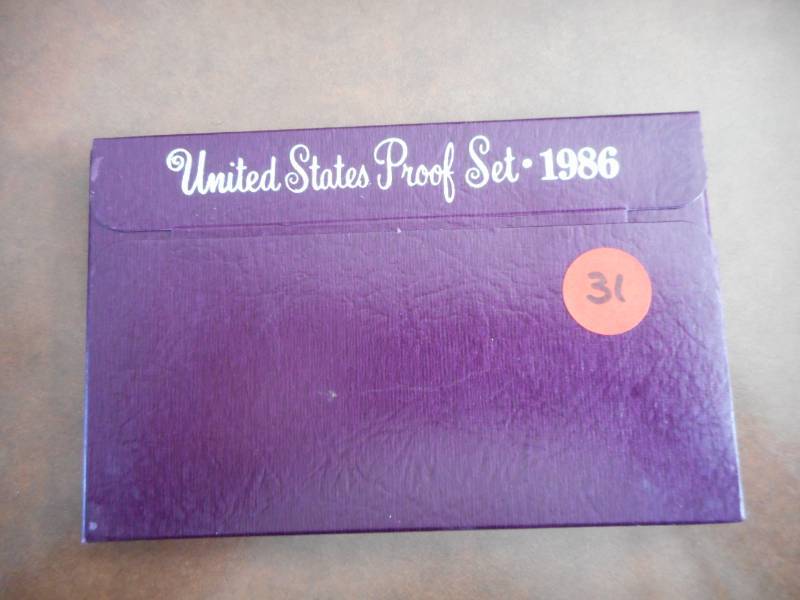 United States Proof Set • 1986
31